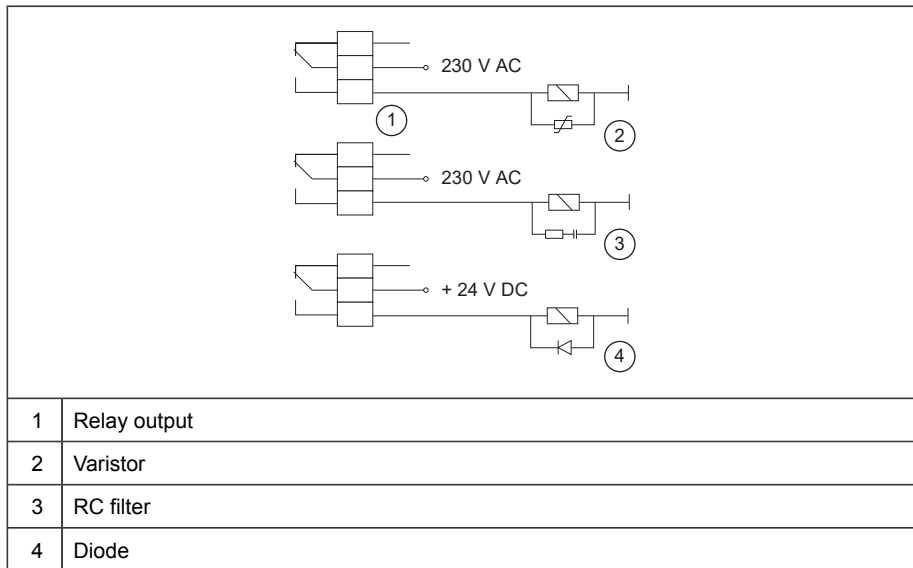 230 V AC
1
2
230 V AC
3
+ 24 V DC
4
1 Relay output
2 Varistor
3 RC filter
4 Diode